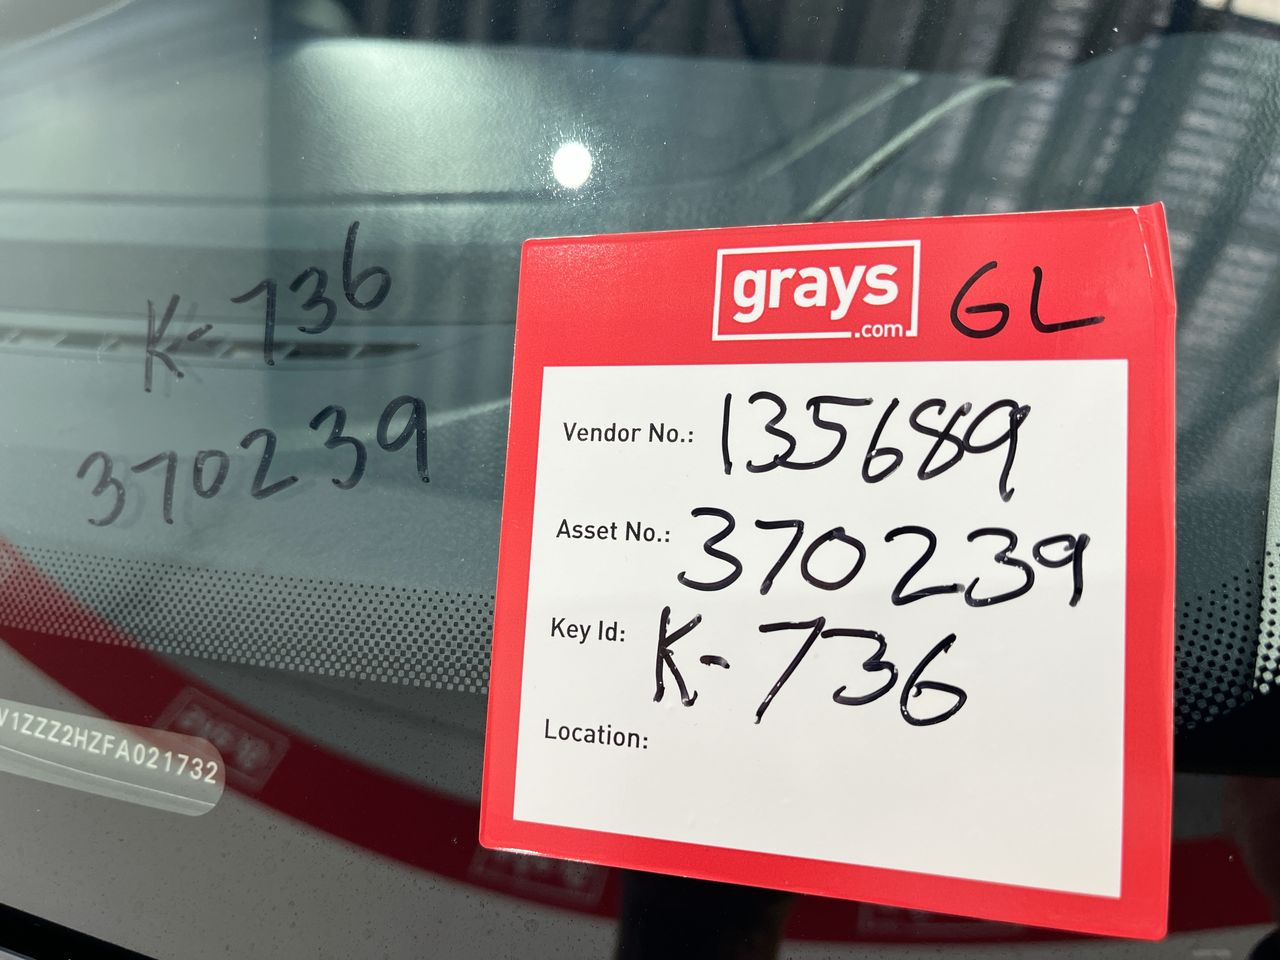 K-736
370239
grays
.com
GL
Vendor No.: 135689
Asset No.: 370239
Key Id: K-736
Location:
V1ZZZ2HZFA021732